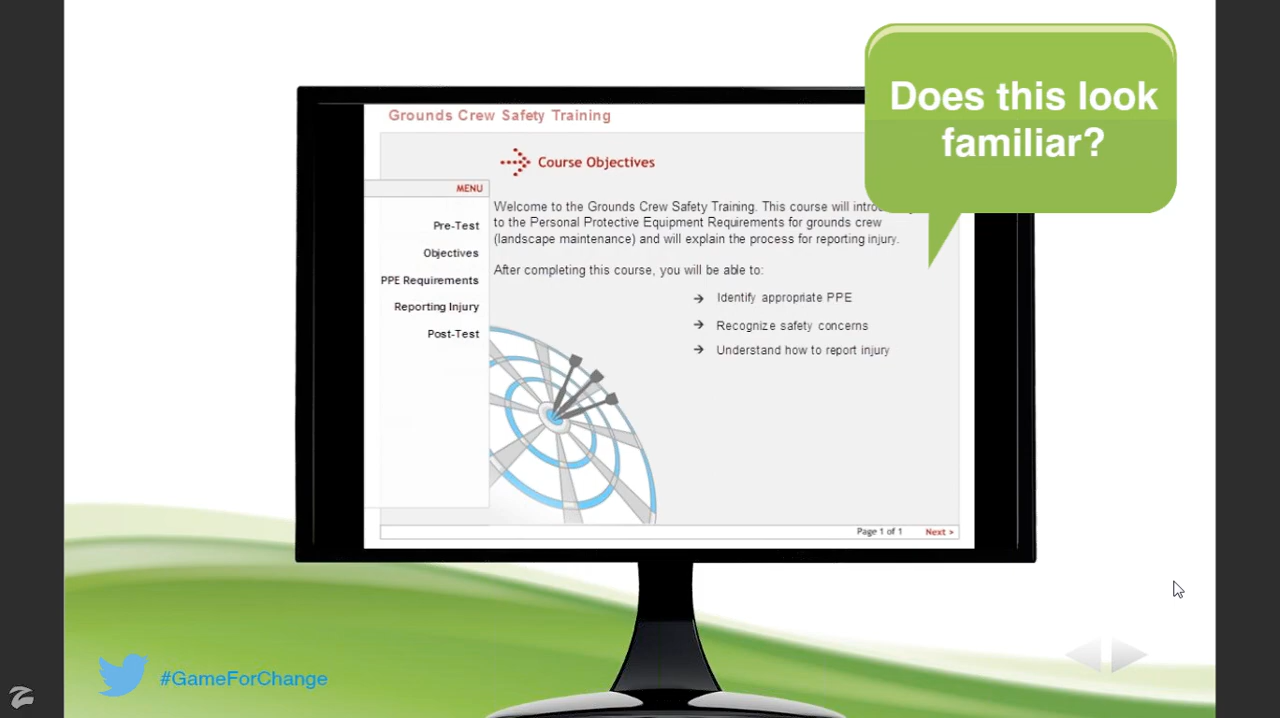 Does this look
familiar?
Grounds Crew Safety Training
Course Objectives
MENU
Pre-Test
Objectives
PPE Requirements
Reporting Injury
Post-Test
Welcome to the Grounds Crew Safety Training. This course will
to the Personal Protective Equipment Requirements for grounds crew
(landscape maintenance) and will explain the process for reporting injury.
After completing this course, you will be able to:
Identify appropriate PPE
Recognize safety concerns
Understand how to report injury
Page 1 of 1 Next >
#GameForChange